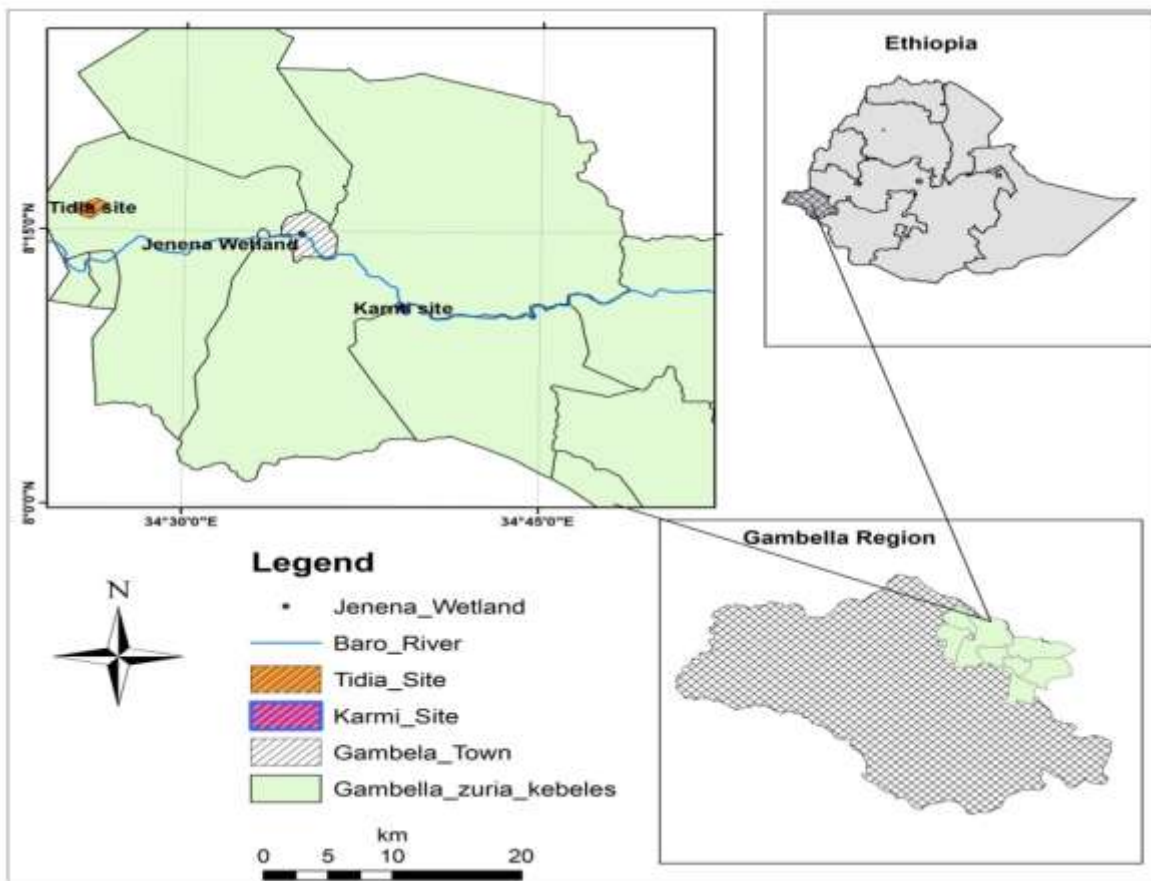 Ethiopia
Tidia site
8°15'0"N
Jenena Wetland
Karmi site
8°0'0"N
34°30'0"E
34°45'0"E
Gambella Region
Legend
N
Jenena_Wetland
Baro_River
Tidia_Site
Karmi_Site
Gambela_Town
Gambella_zuria_kebeles
km
0 5 10 20